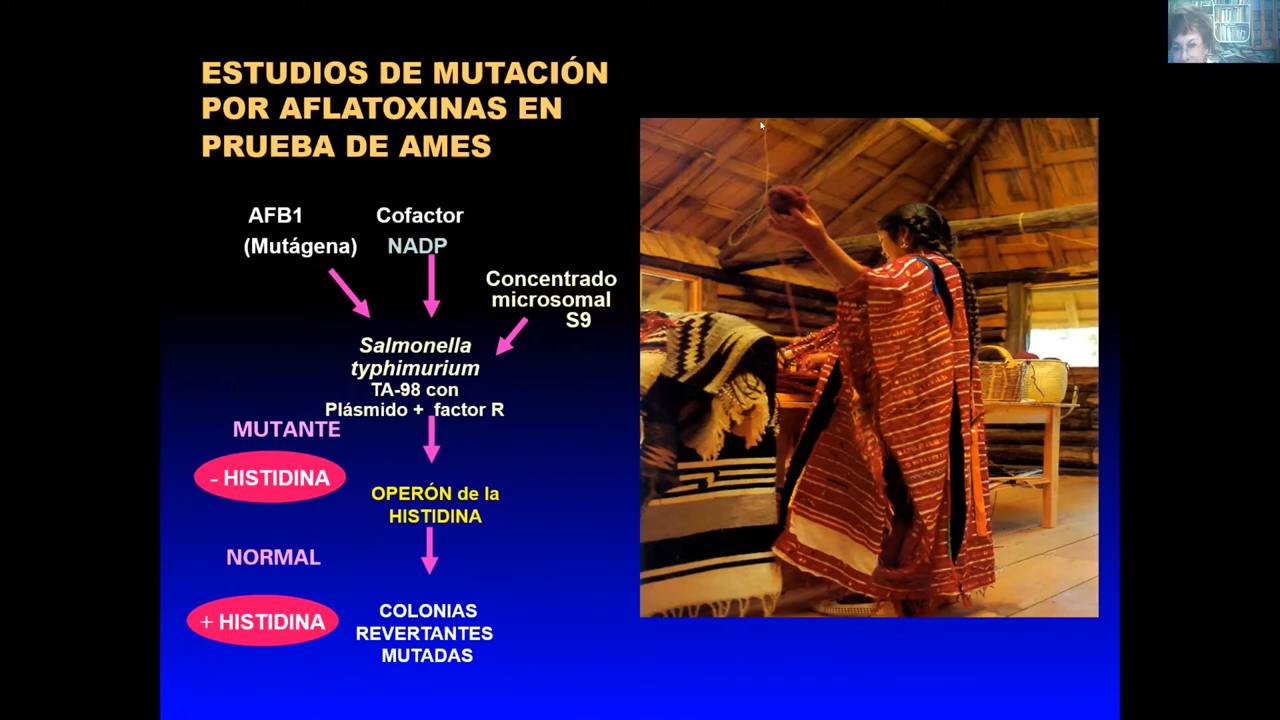 ESTUDIOS DE MUTACIÓN
POR AFLATOXINAS EN
PRUEBA DE AMES
AFB1
(Mutágena)
Cofactor
NADP
Concentrado
microsomal
S9
Salmonella
typhimurium
TA-98 con
Plásmido + factor R
MUTANTE
- HISTIDINA
OPERÓN de la
HISTIDINA
NORMAL
+ HISTIDINA
COLONIAS
REVERTANTES
MUTADAS